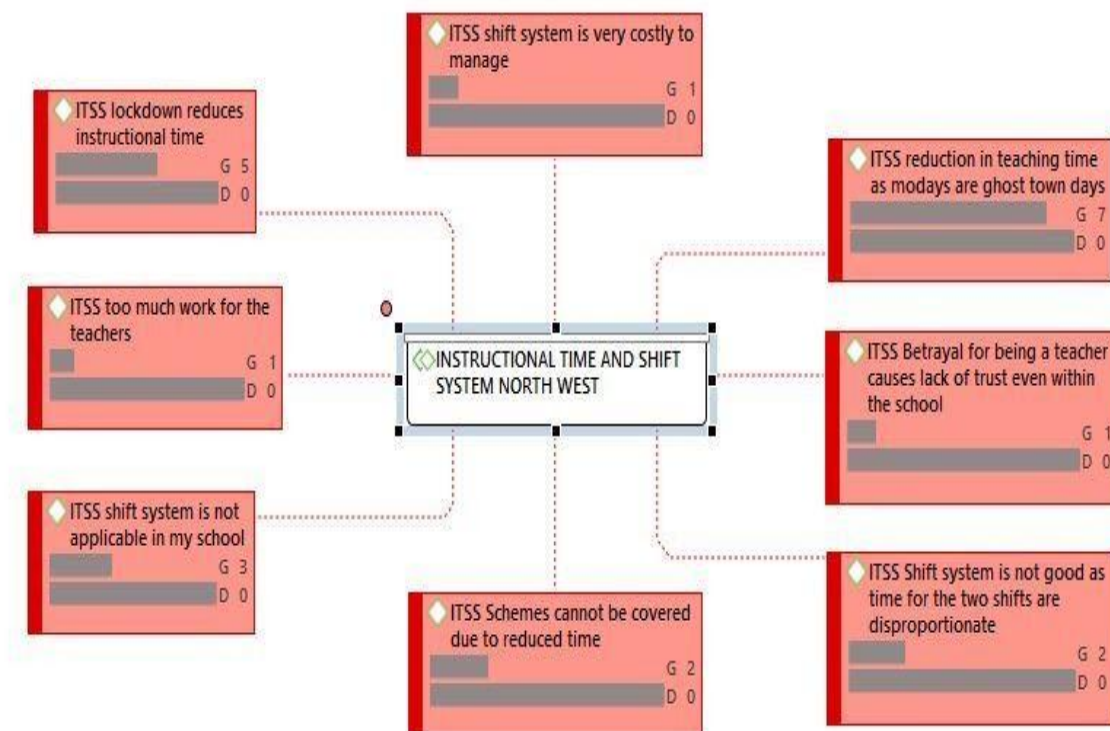 ITSS shift system is very costly to
manage
G 1
D 0
ITSS lockdown reduces
instructional time
G 5
D 0
ITSS reduction in teaching time
as modays are ghost town days
G 7
D 0
ITSS too much work for the
teachers
G 1
D 0
INSTRUCTIONAL TIME AND SHIFT
SYSTEM NORTH WEST
ITSS Betrayal for being a teacher
causes lack of trust even within
the school
G 1
D 0
ITSS shift system is not
applicable in my school
G 3
D 0
ITSS Schemes cannot be covered
due to reduced time
G 2
D 0
ITSS Shift system is not good as
time for the two shifts are
disproportionate
G 2
D 0